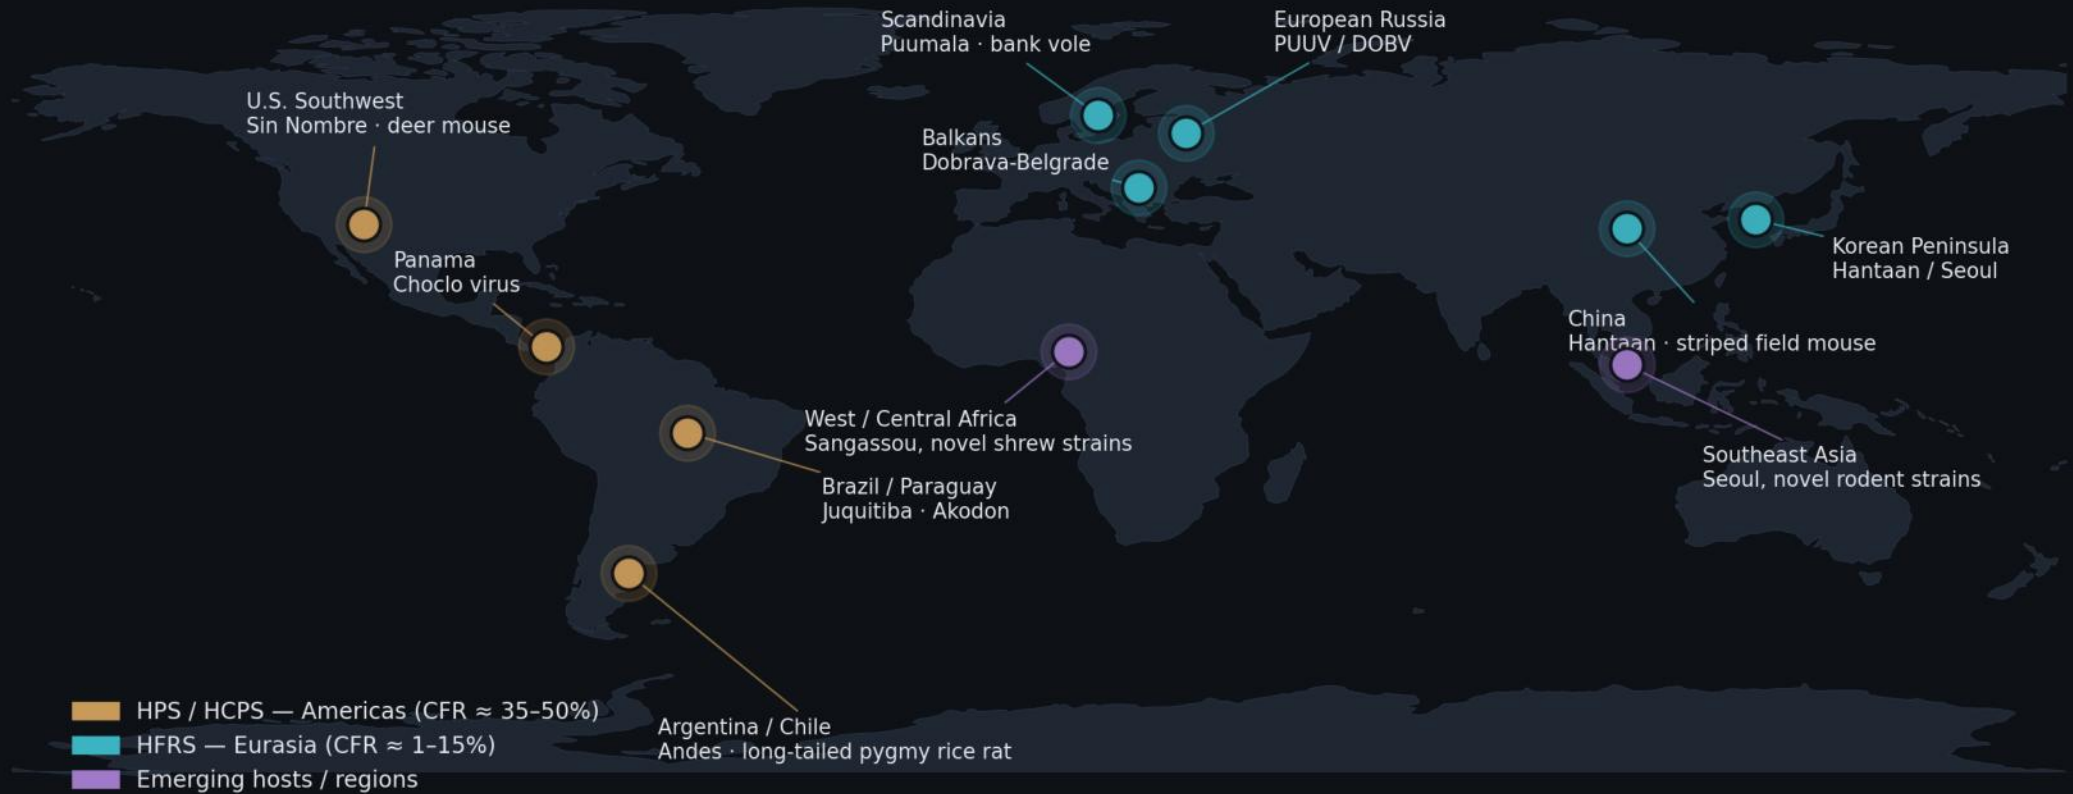 Scandinavia
Puumala · bank vole
European Russia
PUUV / DOBV
U.S. Southwest
Sin Nombre · deer mouse
Balkans
Dobrava-Belgrade
Korean Peninsula
Hantaan / Seoul
Panama
Choclo virus
China
Hantaan · striped field mouse
West / Central Africa
Sangassou, novel shrew strains
Southeast Asia
Seoul, novel rodent strains
Brazil / Paraguay
Juquitiba · Akodon
Argentina / Chile
Andes · long-tailed pygmy rice rat
HPS / HCPS — Americas (CFR ≈ 35–50%)
HFRS — Eurasia (CFR ≈ 1–15%)
Emerging hosts / regions